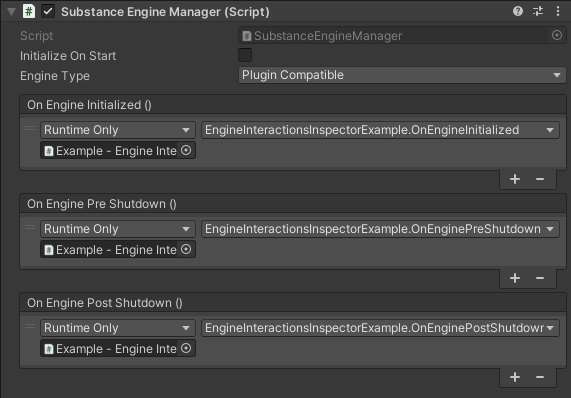 Substance Engine Manager (Script)
Script SubstanceEngineManager
Initialize On Start
Engine Type Plugin Compatible
On Engine Initialized ()
Runtime Only EngineInteractionsInspectorExample.OnEngineInitialized
# Example - Engine Inte
+ −
On Engine Pre Shutdown ()
Runtime Only EngineInteractionsInspectorExample.OnEnginePreShutdown
# Example - Engine Inte
+ −
On Engine Post Shutdown ()
Runtime Only EngineInteractionsInspectorExample.OnEnginePostShutdown
# Example - Engine Inte
+ −